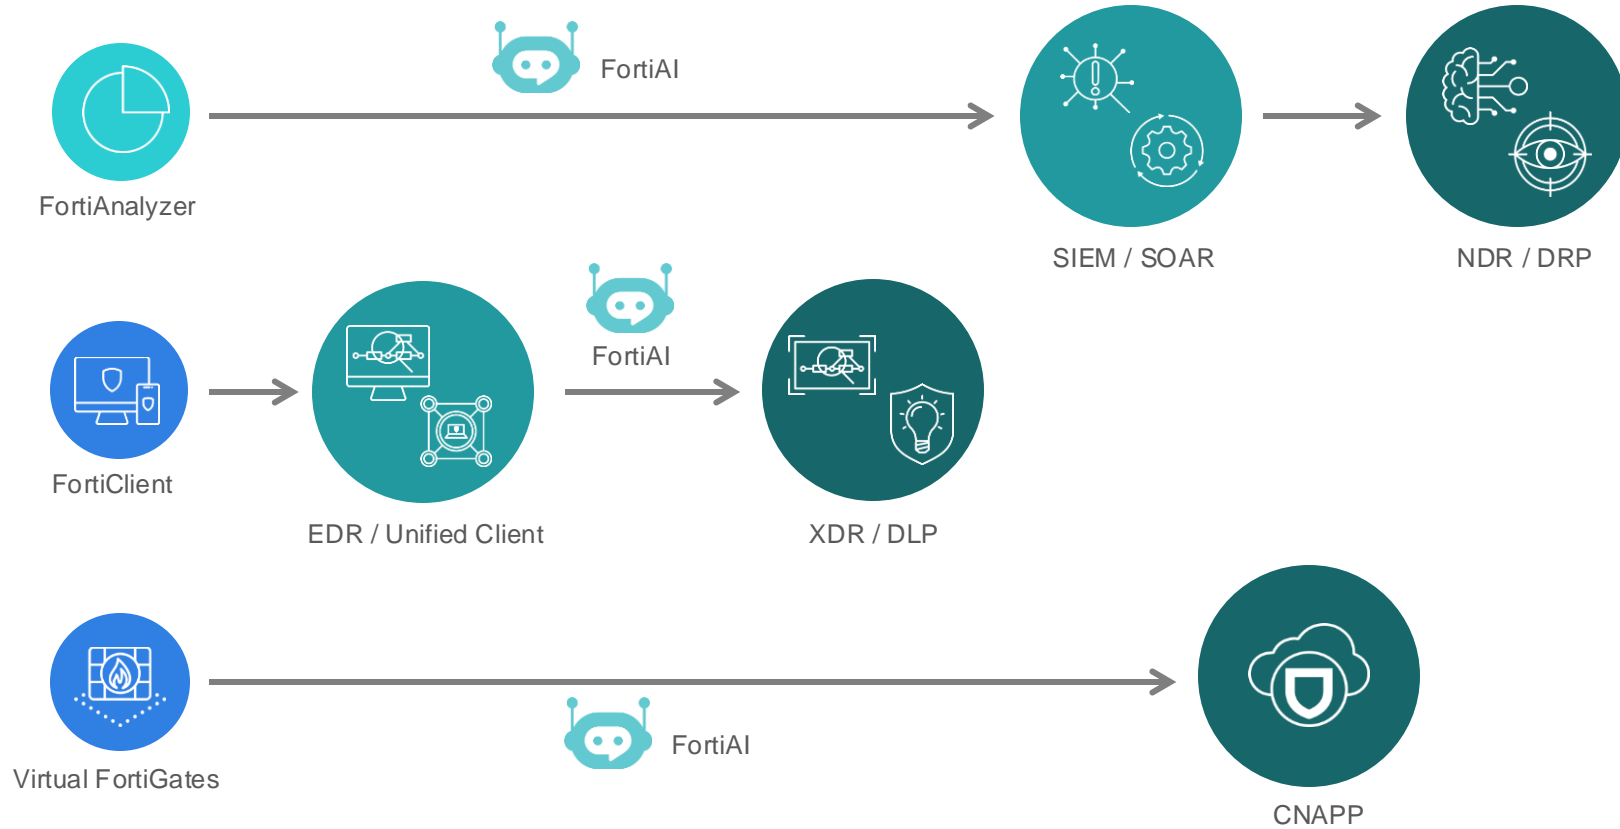 FortiAI
FortiAnalyzer
SIEM / SOAR
NDR / DRP
FortiAI
FortiClient
EDR / Unified Client
XDR / DLP
FortiAI
Virtual FortiGates
CNAPP